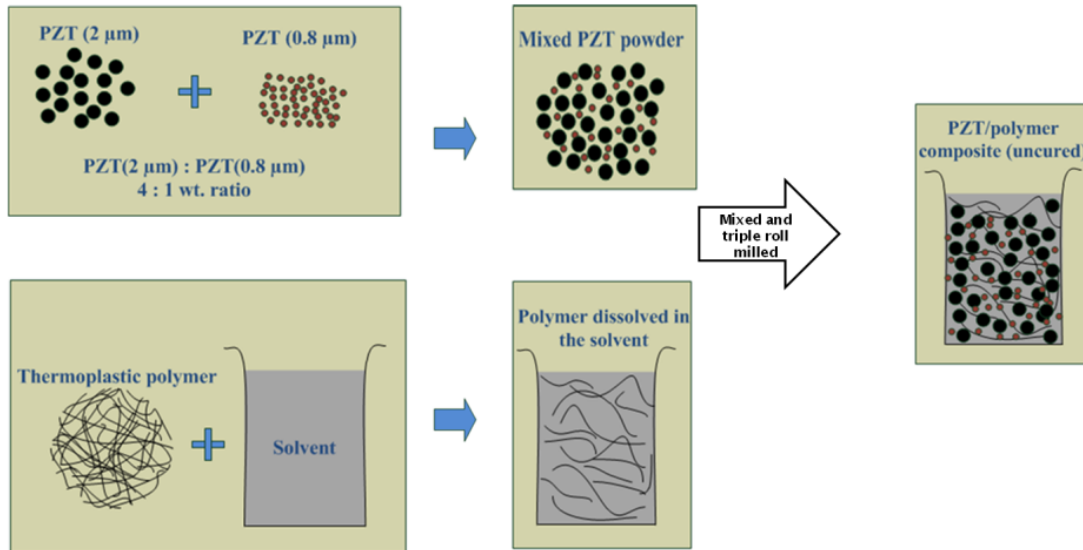 PZT (2 µm)
PZT (0.8 µm)
PZT(2 µm) : PZT(0.8 µm)
4 : 1 wt. ratio
Mixed PZT powder
Thermoplastic polymer
Solvent
Polymer dissolved in
the solvent
Mixed and
triple roll
milled
PZT/polymer
composite (uncured)